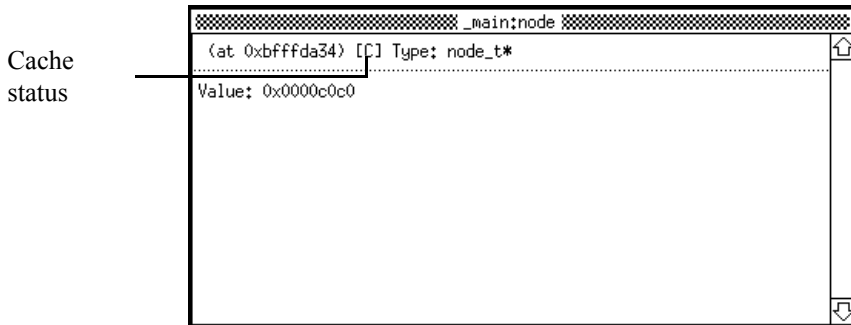 _main:node
(at 0xbfffda34) [C] Type: node_t*
Cache
status
Value: 0x0000c0c0